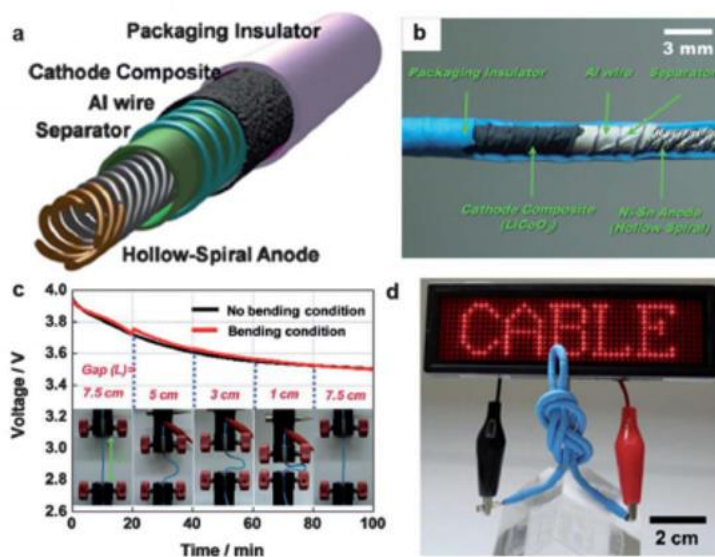 a
Packaging Insulator
Cathode Composite
Al wire
Separator
Hollow-Spiral Anode
b
3 mm
Packaging Insulator
Al wire
Separator
Cathode Composite
(LiCoO₂)
Ni-Sn Anode
(Hollow-Spiral)
c
Voltage / V
4.0
3.8
3.6
3.4
3.2
3.0
2.8
2.6
No bending condition
Bending condition
Gap (L)=
7.5 cm
5 cm
3 cm
1 cm
7.5 cm
0
20
40
60
80
100
Time / min
d
CABLE
2 cm